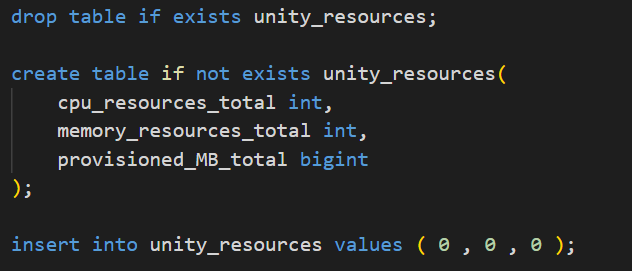 drop table if exists unity_resources;
create table if not exists unity_resources(
    cpu_resources_total int,
    memory_resources_total int,
    provisioned_MB_total bigint
);
insert into unity_resources values ( 0 , 0 , 0 );